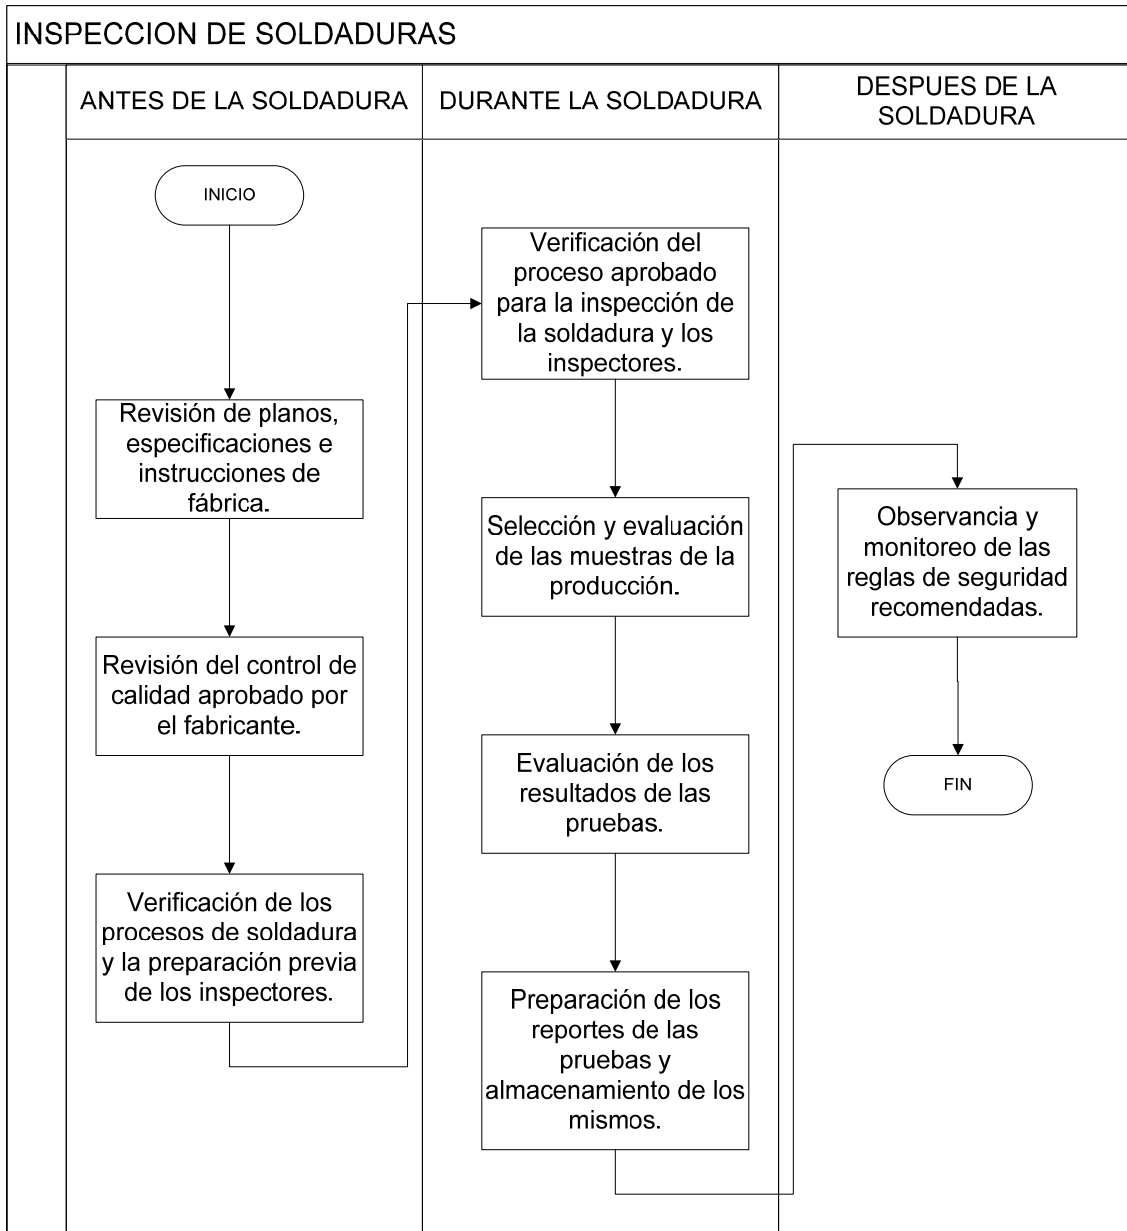 INSPECCION DE SOLDADURAS
ANTES DE LA SOLDADURA
DURANTE LA SOLDADURA
DESPUES DE LA
SOLDADURA
INICIO
Revisión de planos,
especificaciones e
instrucciones de
fábrica.
Revisión del control de
calidad aprobado por
el fabricante.
Verificación de los
procesos de soldadura
y la preparación previa
de los inspectores.
Verificación del
proceso aprobado
para la inspección de
la soldadura y los
inspectores.
Selección y evaluación
de las muestras de la
producción.
Evaluación de los
resultados de las
pruebas.
Preparación de los
reportes de las
pruebas y
almacenamiento de los
mismos.
Observancia y
monitoreo de las
reglas de seguridad
recomendadas.
FIN